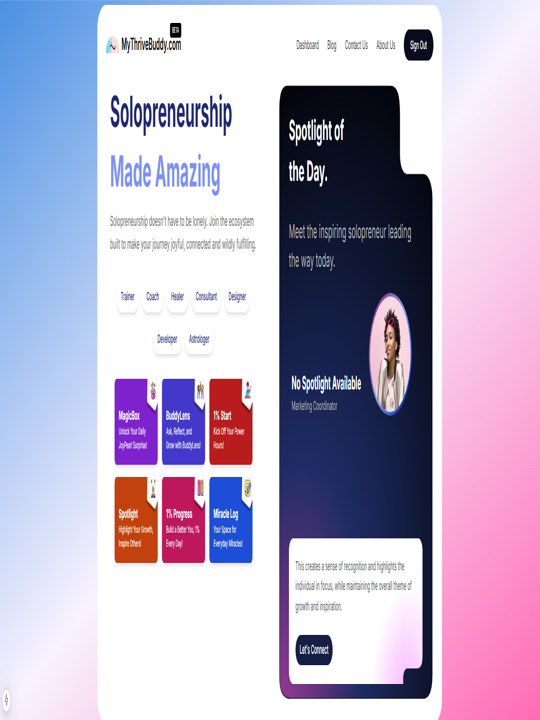 BETA
MyThriveBuddy.com
Dashboard Blog Contact Us About Us Sign Out
Solopreneurship
Made Amazing
Solopreneurship doesn't have to be lonely. Join the ecosystem
built to make your journey joyful, connected and wildly fulfilling.
Trainer Coach Healer Consultant Designer
Developer Astrologer
MagicBox
Unlock Your Daily
JoyPearl Surprise!
BuddyLens
Ask, Reflect, and
Grow with BuddyLens!
1% Start
Kick Off Your Power
Hours!
Spotlight
Highlight Your Growth,
Inspire Others!
1% Progress
Build a Better You, 1%
Every Day!
Miracle Log
Your Space for
Everyday Miracles!
Spotlight of
the Day.
Meet the inspiring solopreneur leading
the way today.
No Spotlight Available
Marketing Coordinator
This creates a sense of recognition and highlights the
individual in focus, while maintaining the overall theme of
growth and inspiration.
Let's Connect